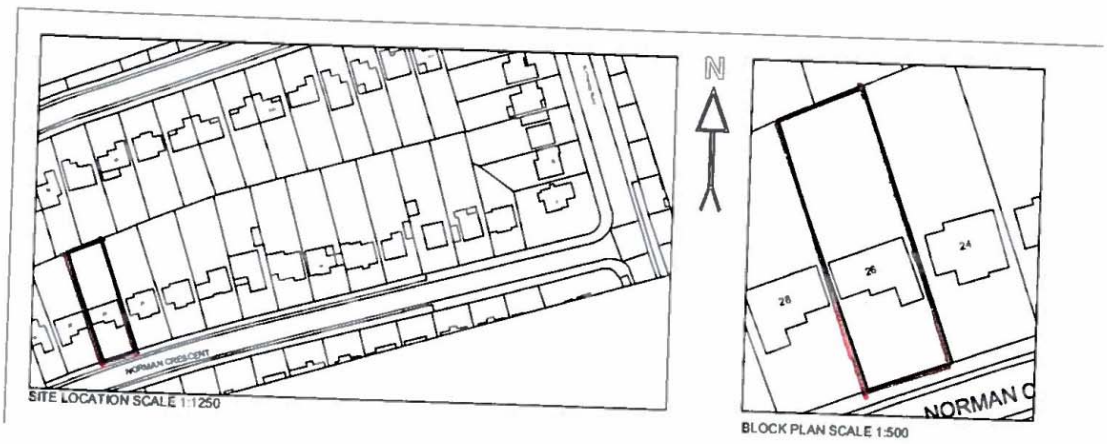 NORMAN CRESCENT
SITE LOCATION SCALE 1:1250
N
28
26
24
NORMAN C
BLOCK PLAN SCALE 1:500